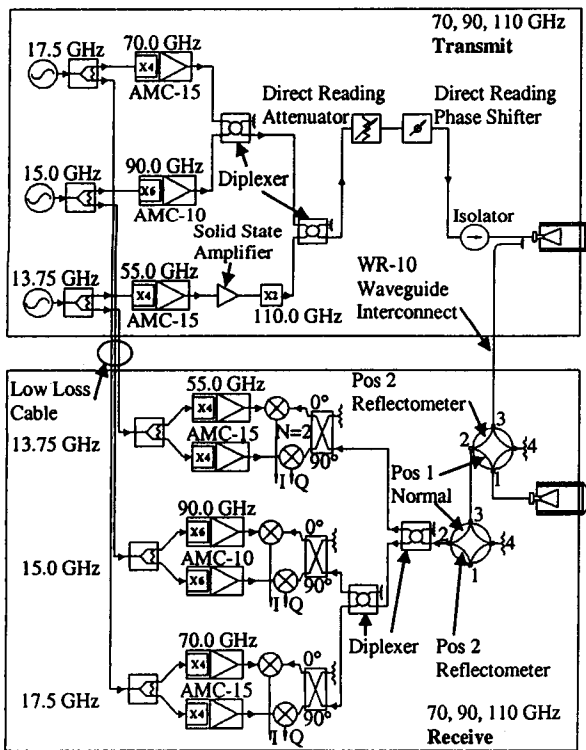 70, 90, 110 GHz
Transmit
17.5 GHz
70.0 GHz
X4
AMC-15
Direct Reading
Attenuator
Direct Reading
Phase Shifter
15.0 GHz
90.0 GHz
X6
AMC-10
Diplexer
Solid State
Amplifier
Isolator
13.75 GHz
55.0 GHz
X4
AMC-15
X2
110.0 GHz
WR-10
Waveguide
Interconnect
Low Loss
Cable
13.75 GHz
55.0 GHz
X4
AMC-15
X4
N=2
0°
90°
I Q
Pos 2
Reflectometer
3
2
4
1
Pos 1
Normal
3
2
4
1
15.0 GHz
90.0 GHz
X6
AMC-10
X6
0°
90°
I Q
Diplexer
Pos 2
Reflectometer
17.5 GHz
70.0 GHz
X4
AMC-15
X4
0°
90°
I Q
70, 90, 110 GHz
Receive